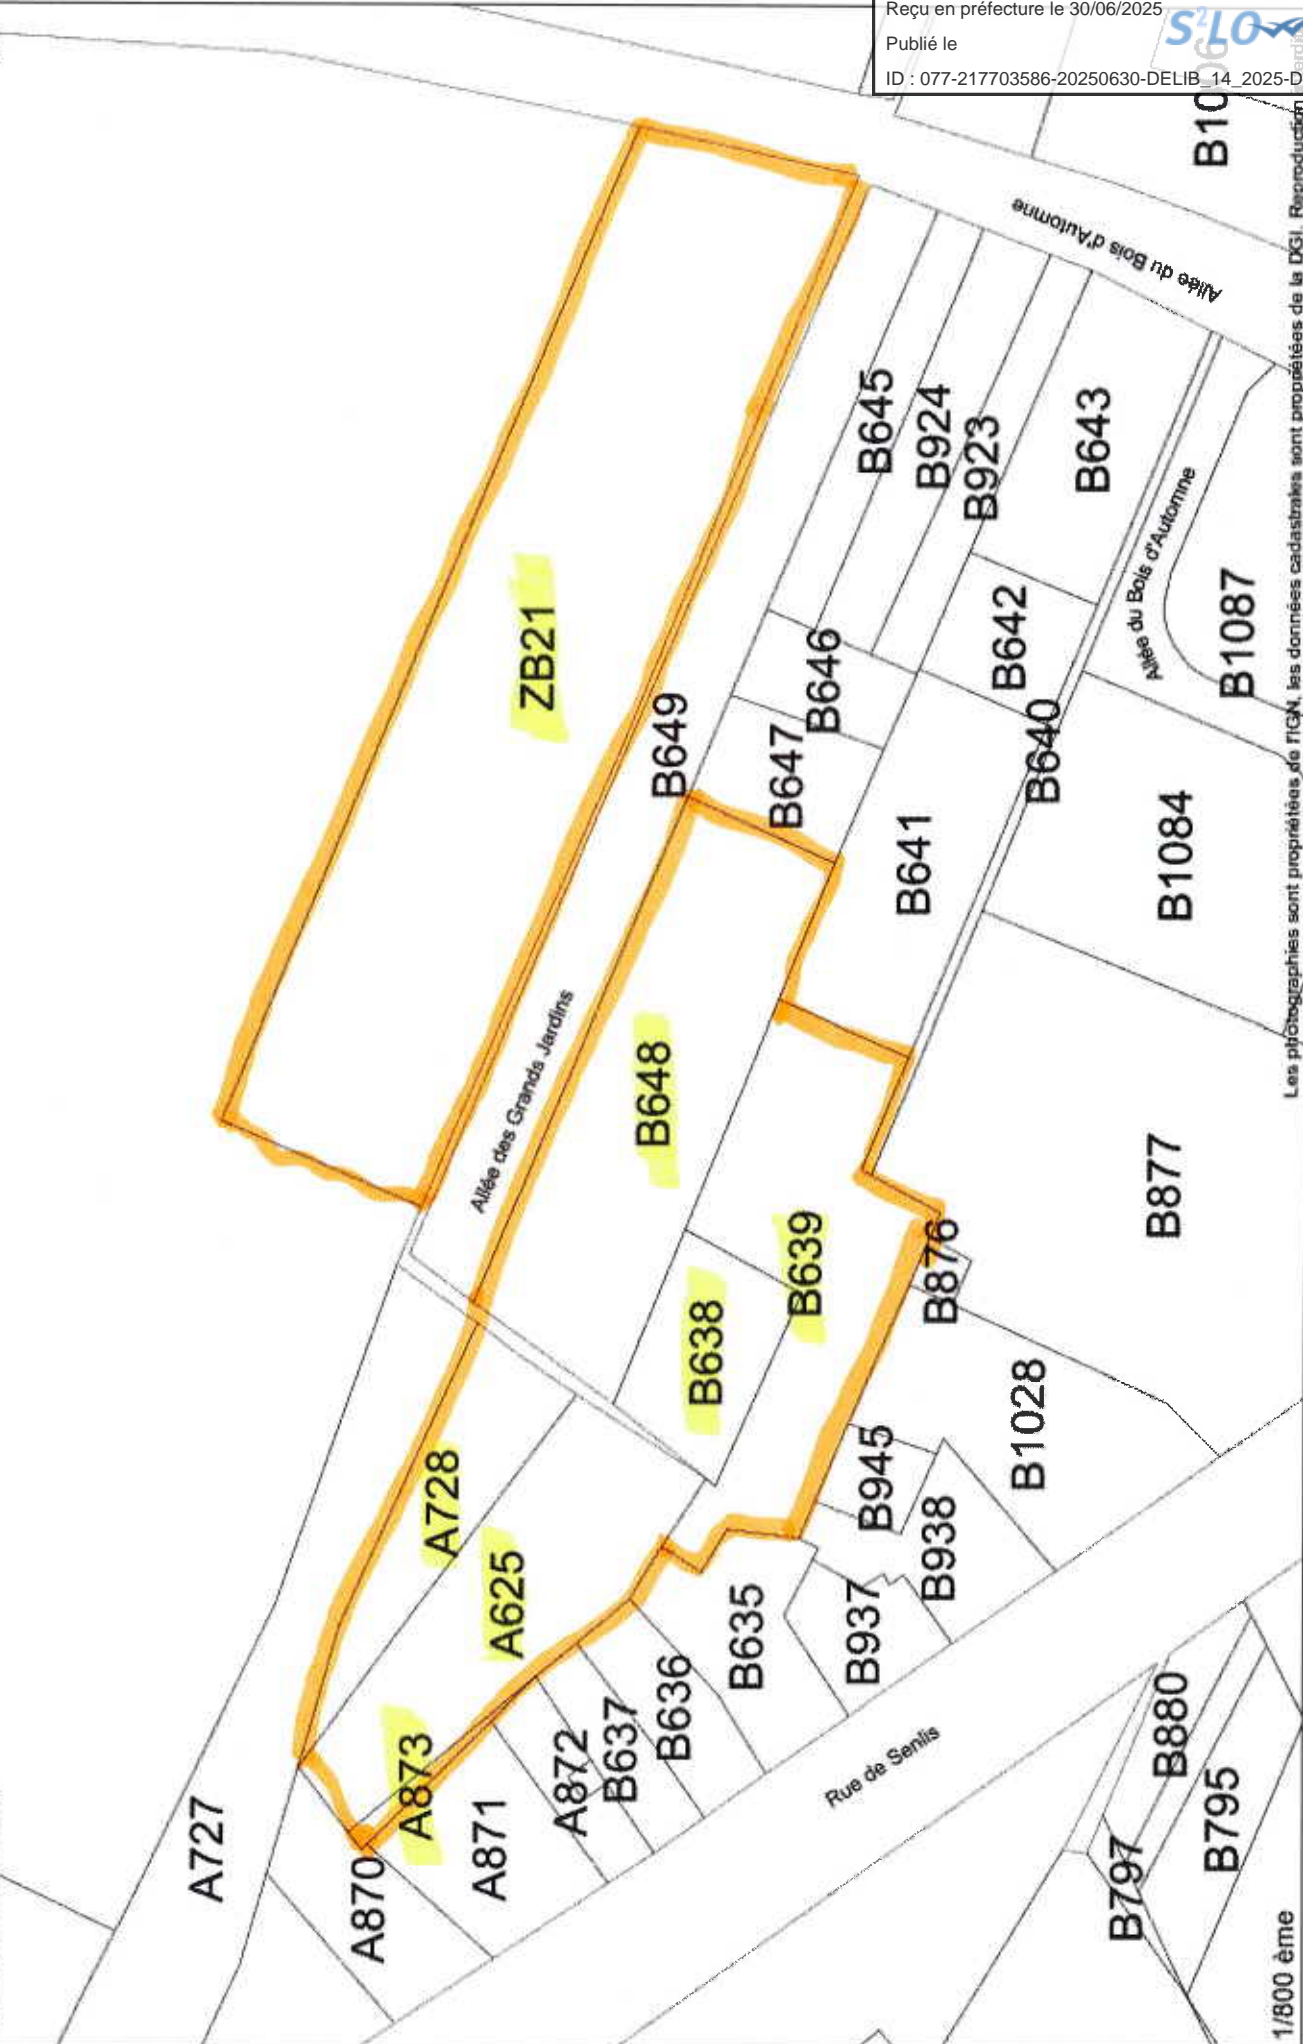 Reçu en préfecture le 30/06/2025
Publié le
S²LO
ID : 077-217703586-20250630-DELIB_14_2025-D
Allée du Bois d'Automne
B645
B924
B923
B643
Allée du Bois d'Automne
ZB21
B649
B646
B647
B642
B640
B1087
B641
B1084
Allée des Grands Jardins
B648
B639
B638
B876
B877
B1028
A728
A625
B945
B938
B937
B635
B636
B637
A873
A872
A871
A870
A727
Rue de Senlis
B880
B795
B797
1/800 ème
Les photographies sont propriétées de l'IGN, les données cadastrales sont propriétées de la DGI. Reproduction